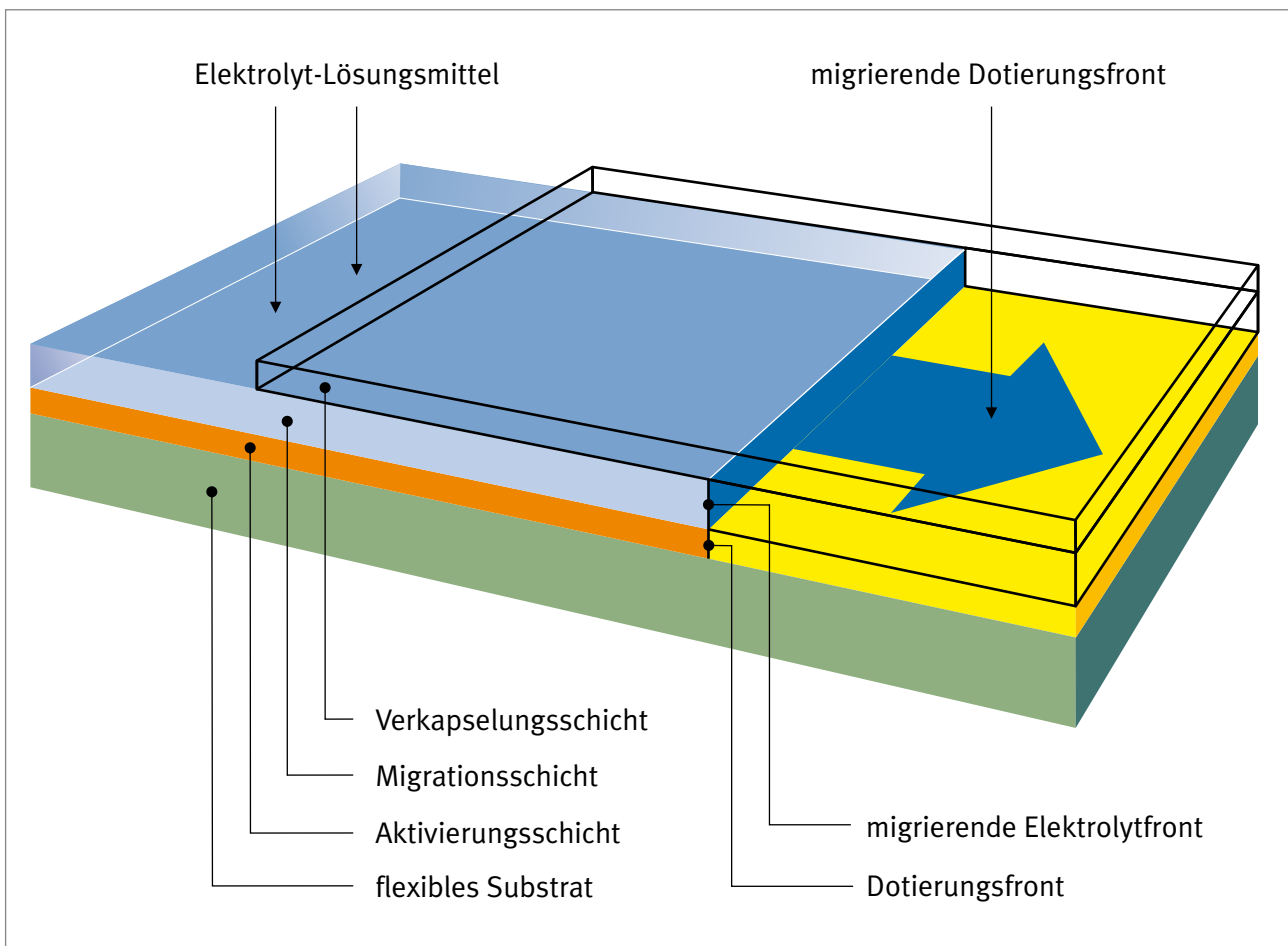 Elektrolyt-Lösungsmittel
migrierende Dotierungsfront
Verkapselungsschicht
Migrationsschicht
Aktivierungsschicht
flexibles Substrat
migrierende Elektrolytfront
Dotierungsfront